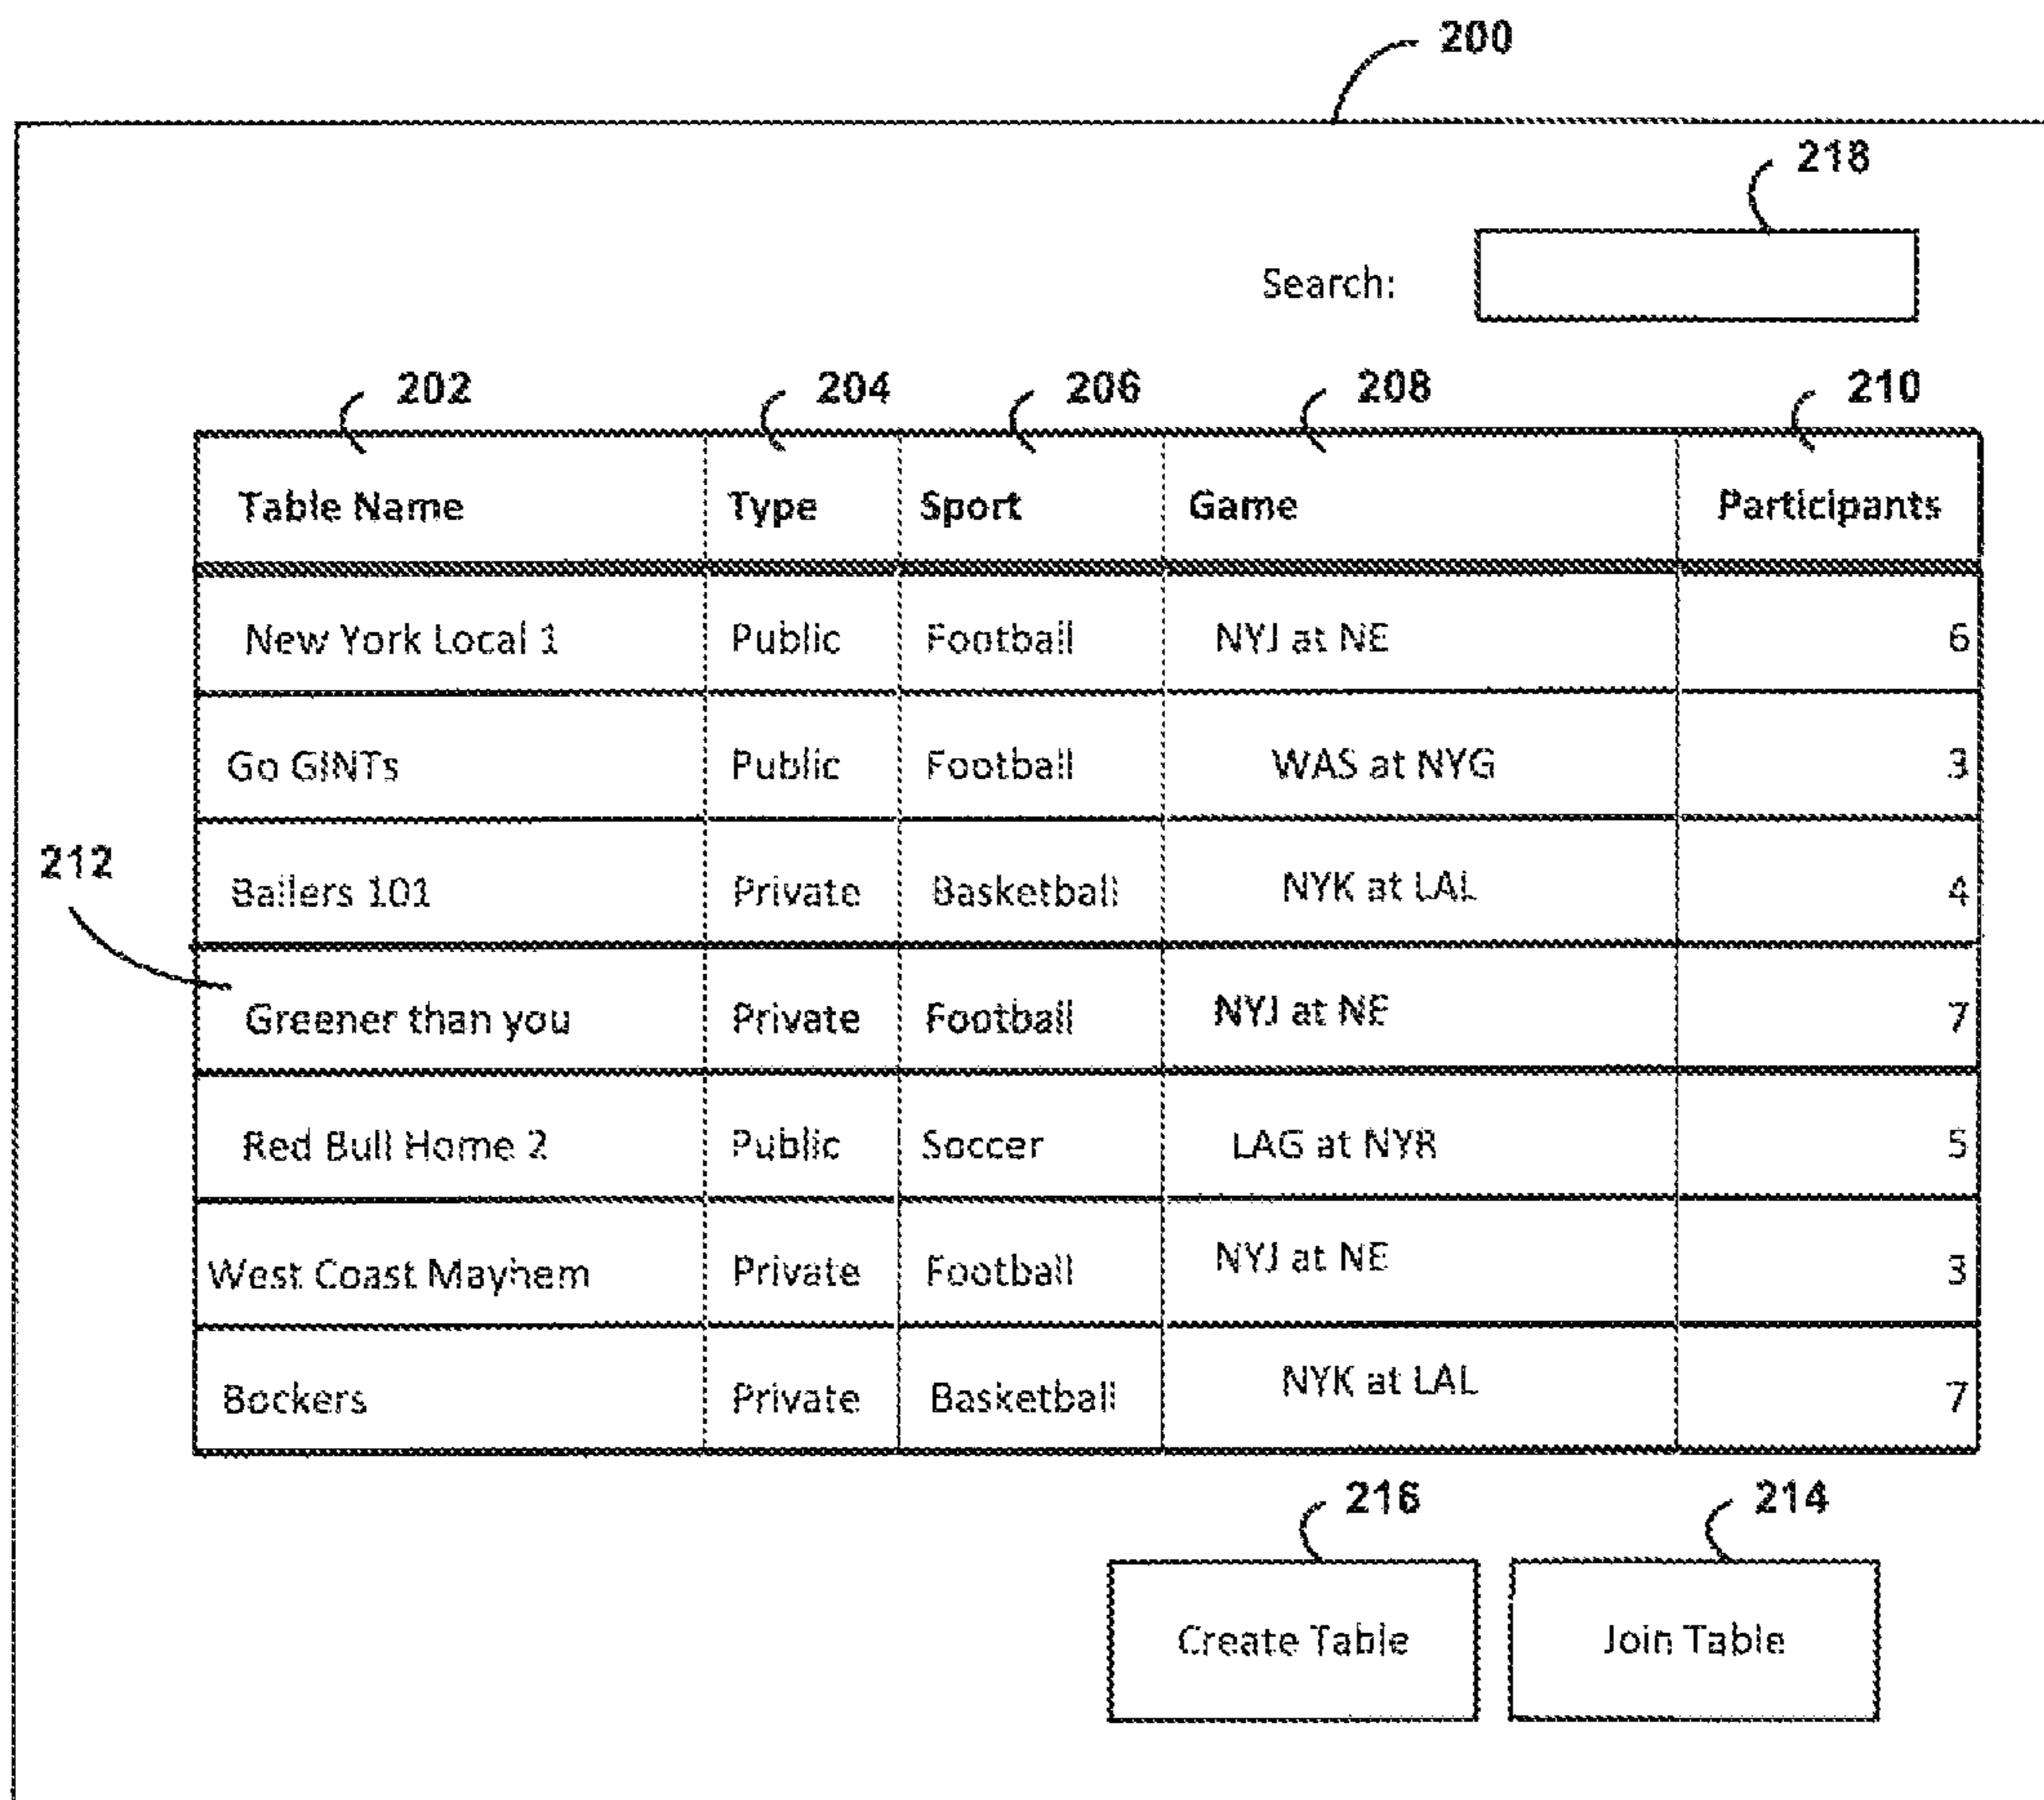 200
218
Search:
202 204 206 208 210
Table Name Type Sport Game Participants
New York Local 1 Public Football NYJ at NE 6
Go GINTs Public Football WAS at NYG 3
212
Ballers 101 Private Basketball NYK at LAL 4
Greener than you Private Football NYJ at NE 7
Red Bull Home 2 Public Soccer LAG at NYR 5
West Coast Mayhem Private Football NYJ at NE 3
Bockers Private Basketball NYK at LAL 7
216 214
Create Table Join Table